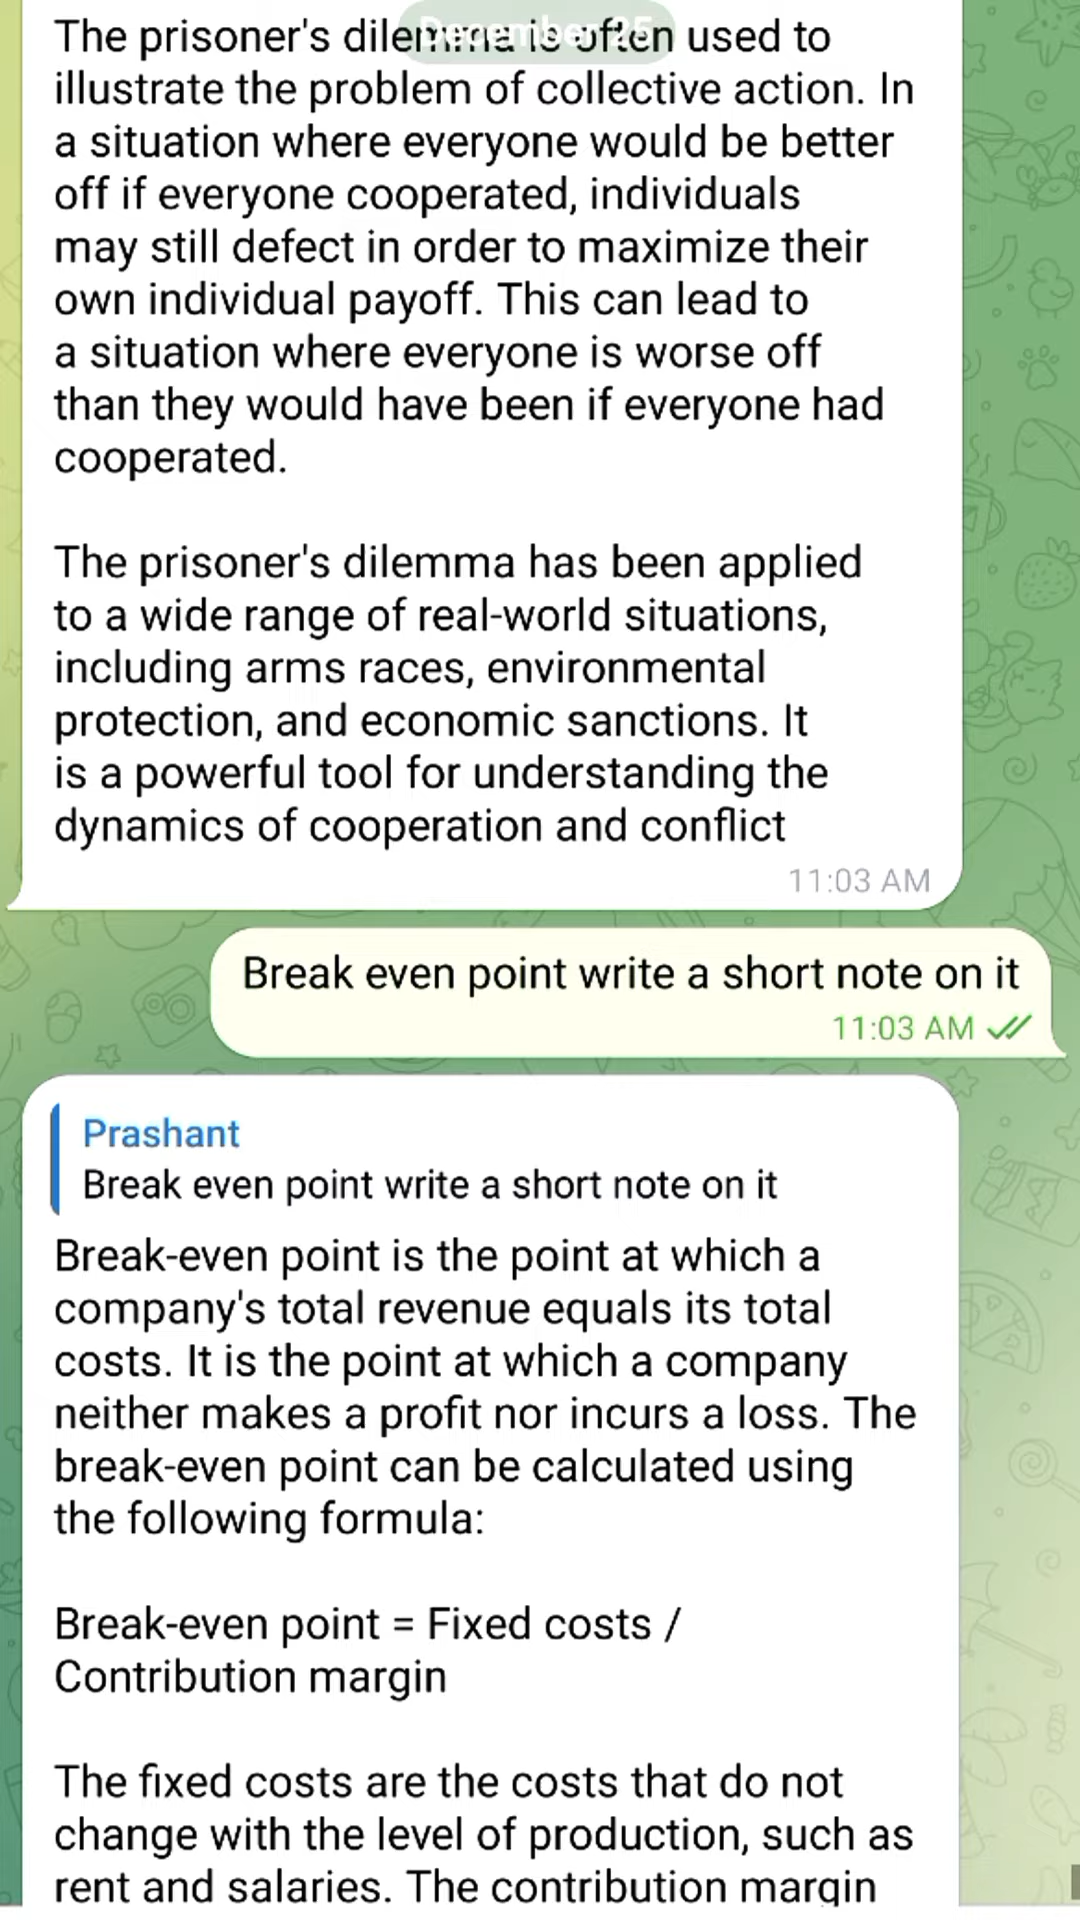 December 25
The prisoner's dilemma is often used to
illustrate the problem of collective action. In
a situation where everyone would be better
off if everyone cooperated, individuals
may still defect in order to maximize their
own individual payoff. This can lead to
a situation where everyone is worse off
than they would have been if everyone had
cooperated.
The prisoner's dilemma has been applied
to a wide range of real-world situations,
including arms races, environmental
protection, and economic sanctions. It
is a powerful tool for understanding the
dynamics of cooperation and conflict
11:03 AM
Break even point write a short note on it
11:03 AM
Prashant
Break even point write a short note on it
Break-even point is the point at which a
company's total revenue equals its total
costs. It is the point at which a company
neither makes a profit nor incurs a loss. The
break-even point can be calculated using
the following formula:
Break-even point = Fixed costs /
Contribution margin
The fixed costs are the costs that do not
change with the level of production, such as
rent and salaries. The contribution margin